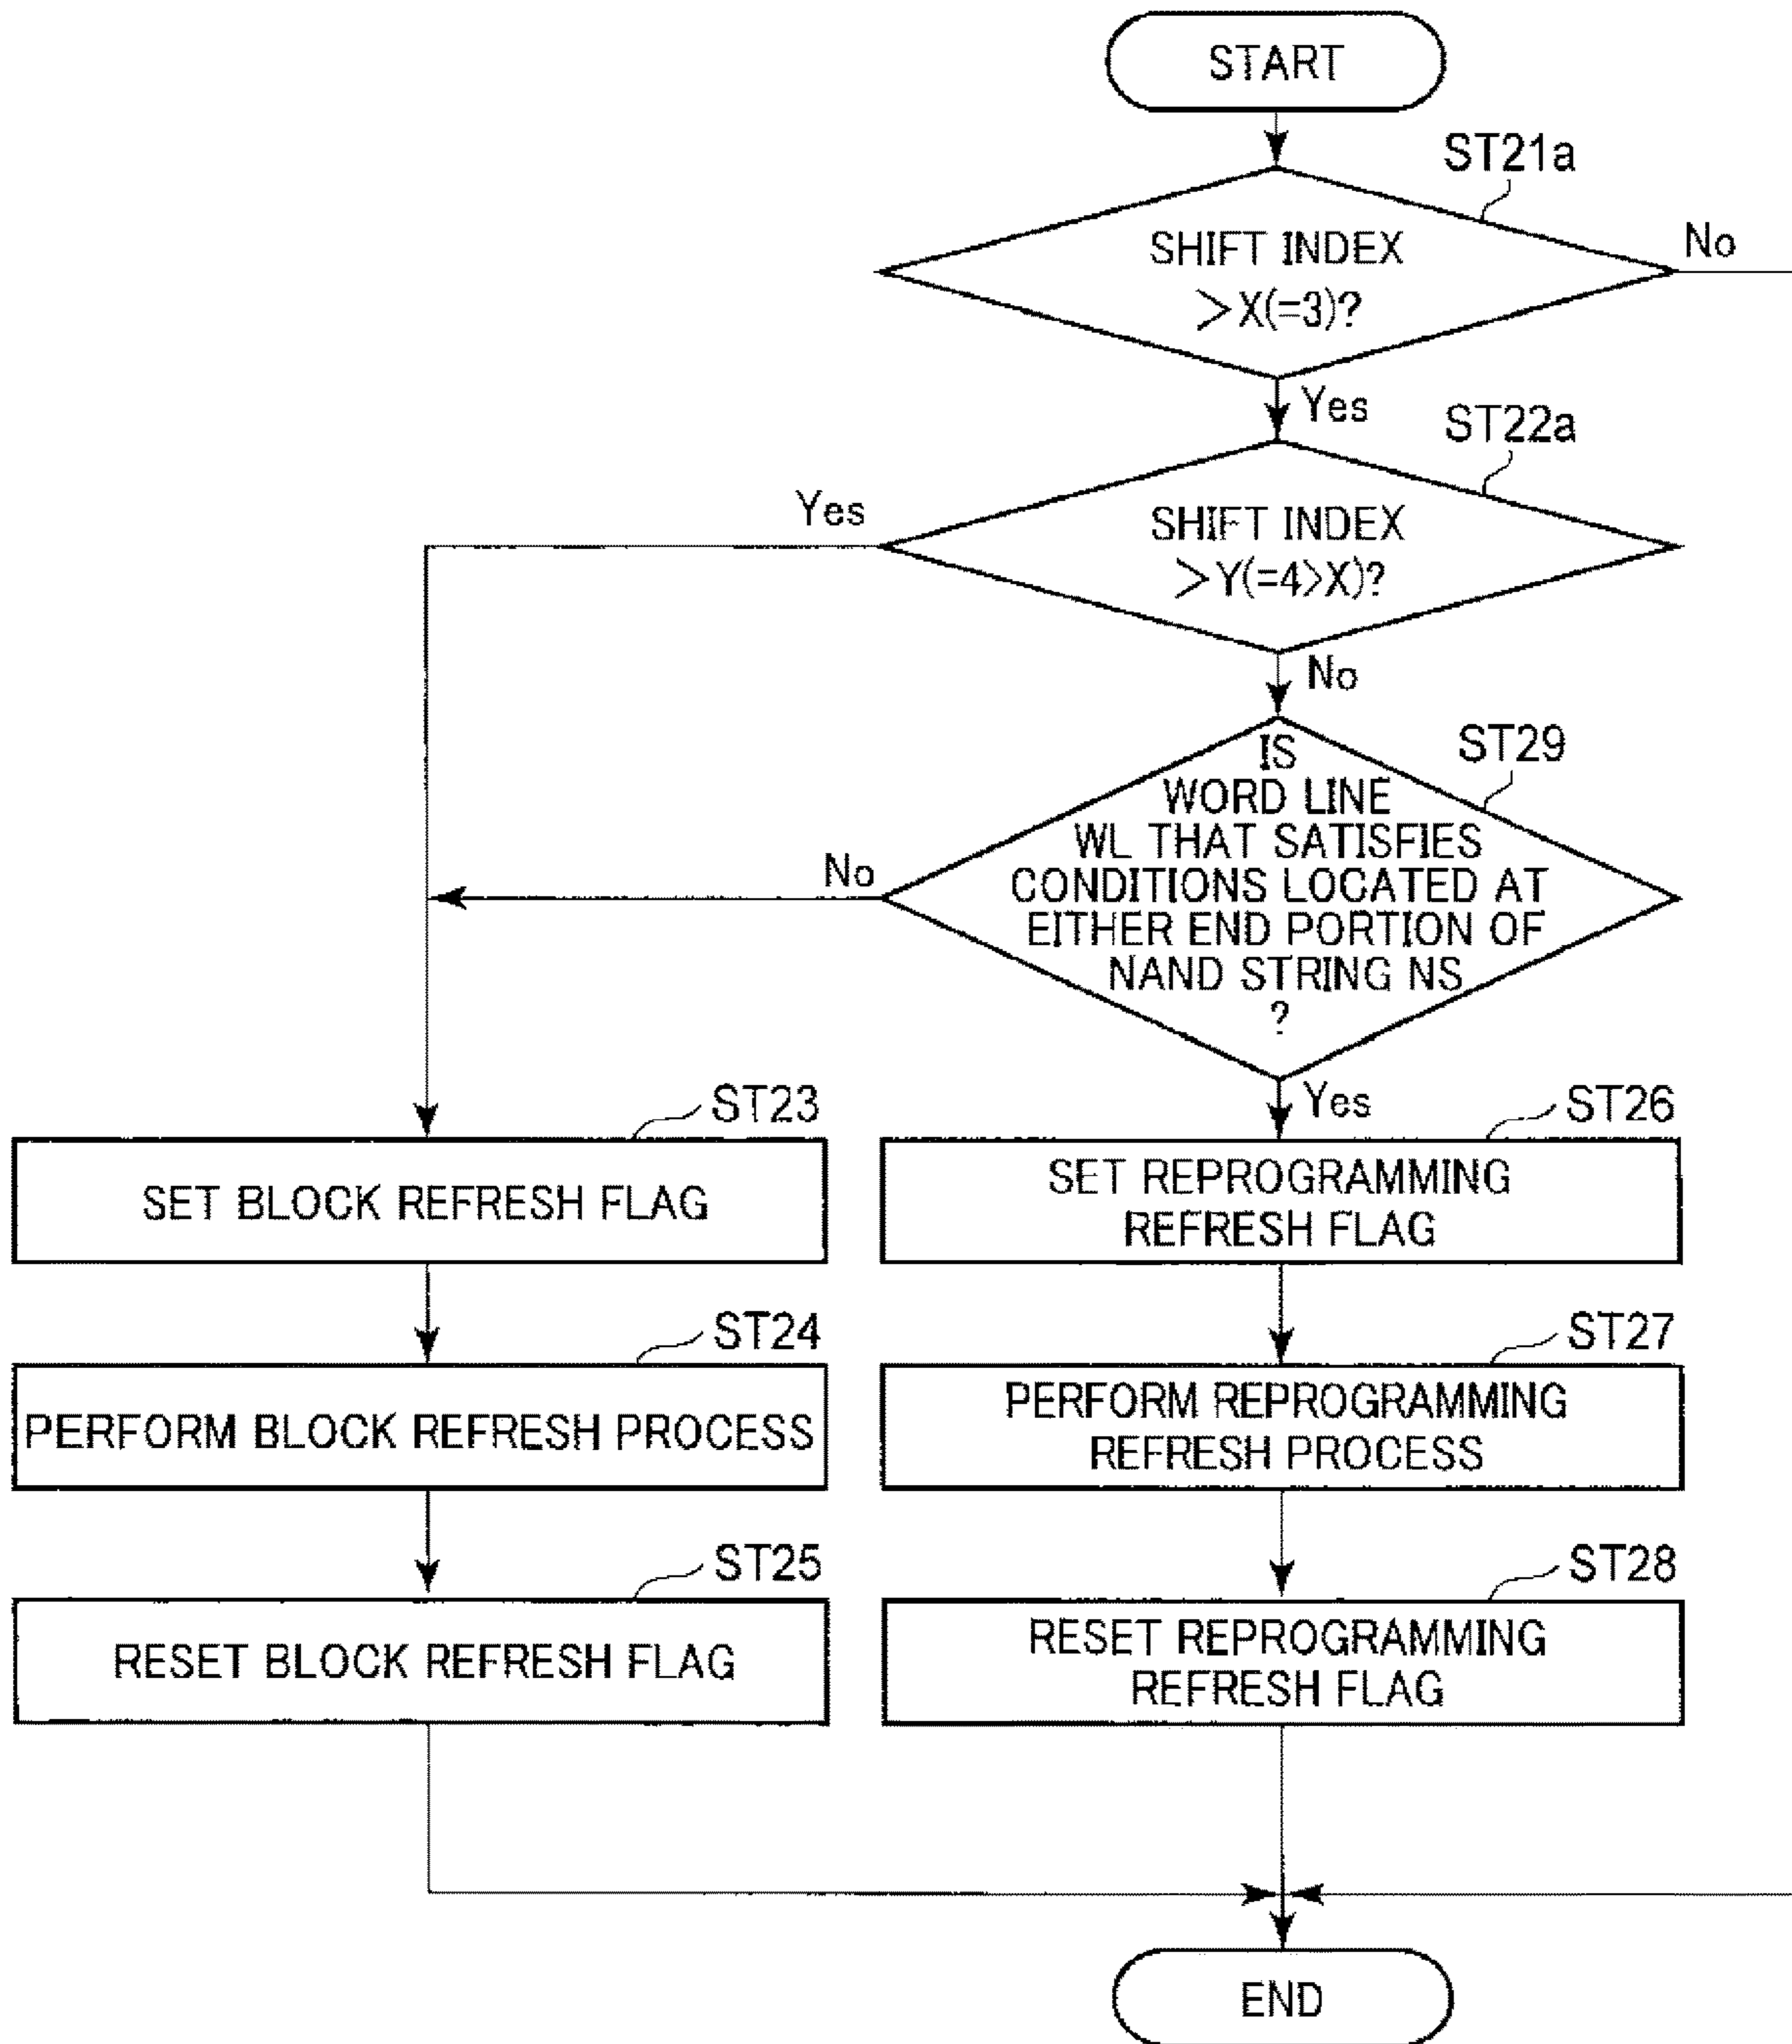 START
ST21a
SHIFT INDEX
>X(=3)?
No
Yes
ST22a
Yes
SHIFT INDEX
>Y(=4>X)?
No
ST29
IS
WORD LINE
WL THAT SATISFIES
CONDITIONS LOCATED AT
EITHER END PORTION OF
NAND STRING NS
?
No
Yes
ST23
SET BLOCK REFRESH FLAG
ST26
SET REPROGRAMMING
REFRESH FLAG
ST24
PERFORM BLOCK REFRESH PROCESS
ST27
PERFORM REPROGRAMMING
REFRESH PROCESS
ST25
RESET BLOCK REFRESH FLAG
ST28
RESET REPROGRAMMING
REFRESH FLAG
END